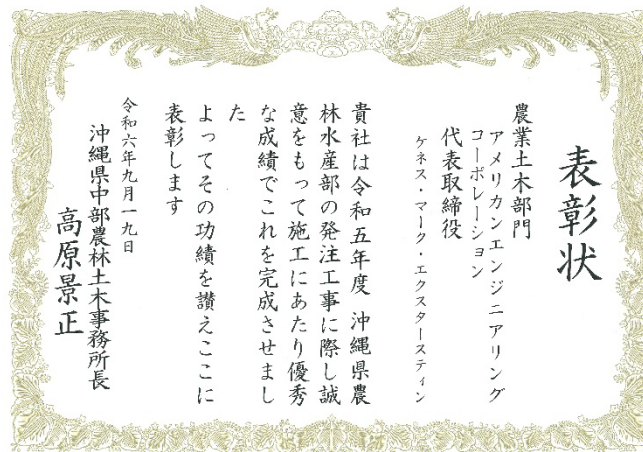 表彰状
農業土木部門
アメリカンエンジニアリング
コーポレーション
代表取締役
ケネス・マーク・エクスタースティン
貴社は令和五年度 沖縄県農
林水産部の発注工事に際し誠
意をもって施工にあたり優秀
な成績でこれを完成させまし
た
よってその功績を讃えここに
表彰します
令和六年九月一九日
沖縄県中部農林土木事務所長
高原景正